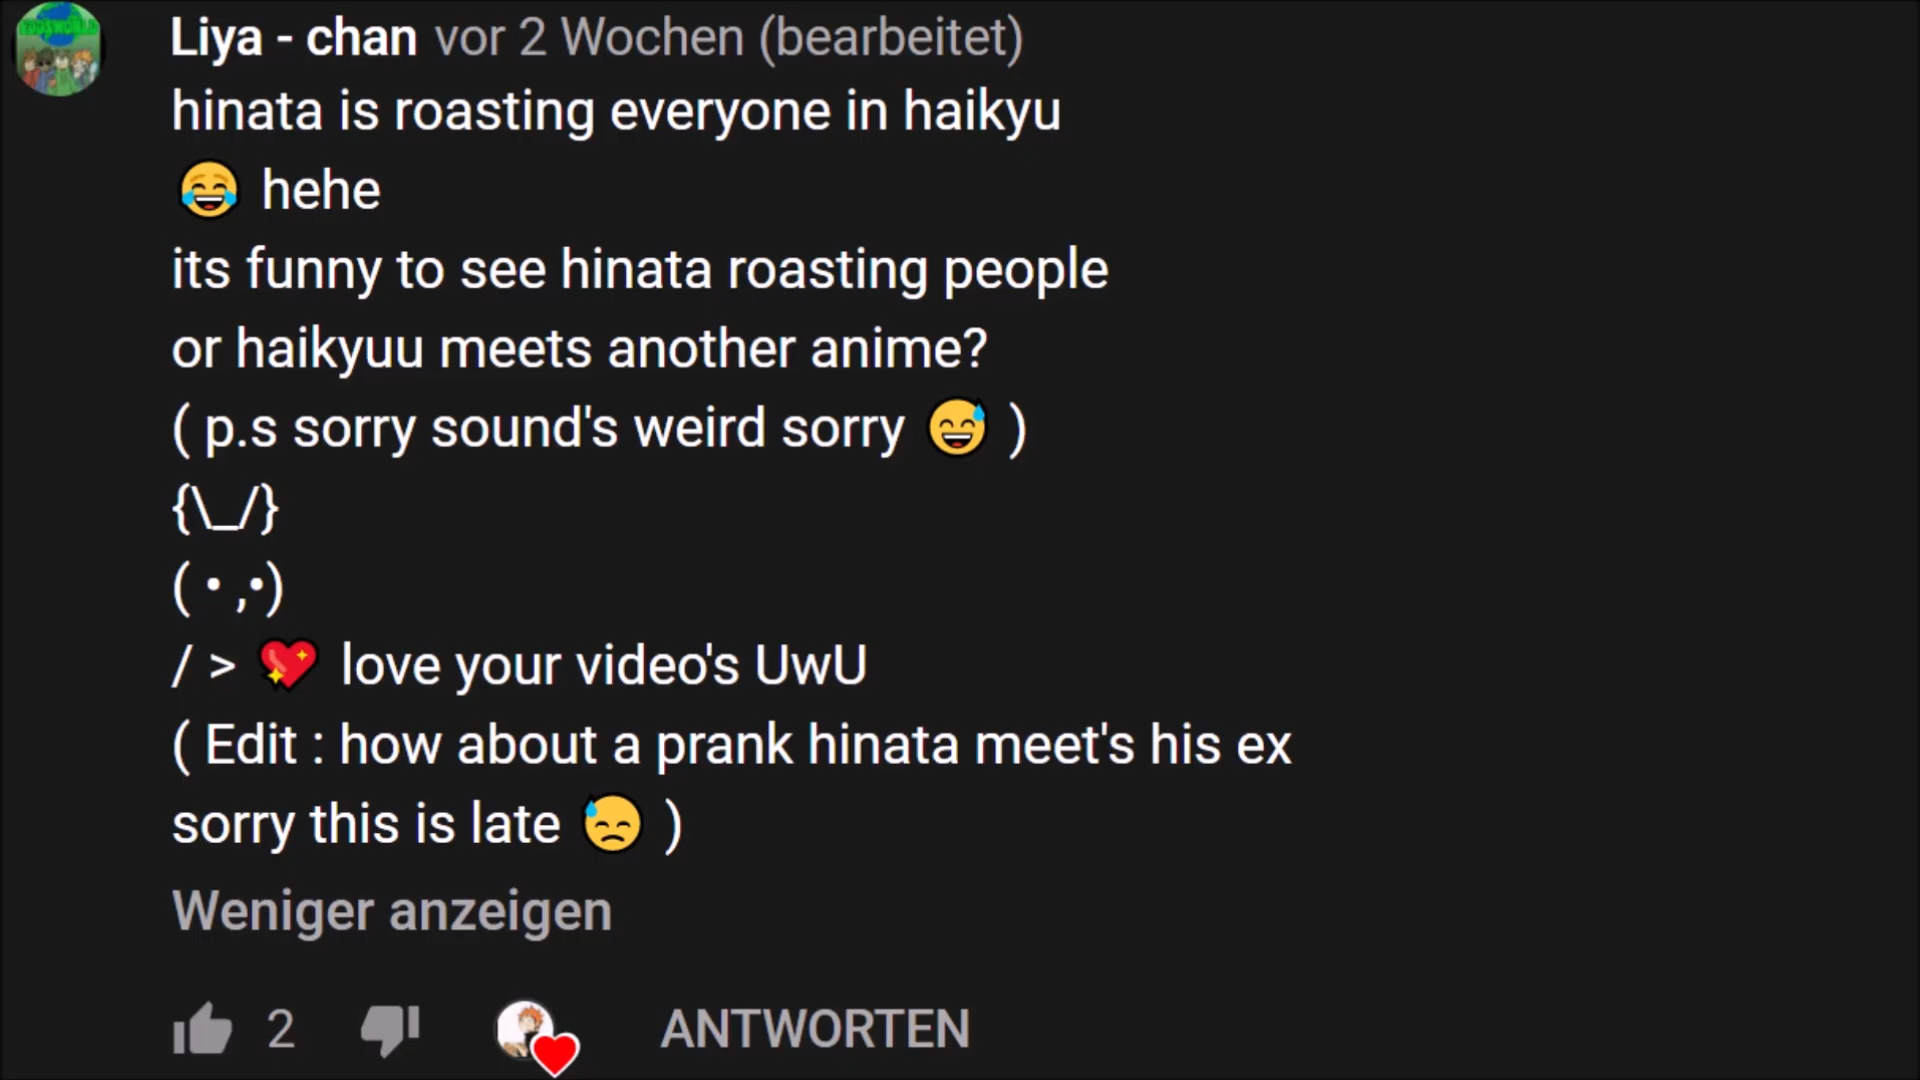 Liya - chan vor 2 Wochen (bearbeitet)
hinata is roasting everyone in haikyu
😂 hehe
its funny to see hinata roasting people
or haikyuu meets another anime?
( p.s sorry sound's weird sorry 😅 )
{\_/}
( • ,•)
/ > 💖 love your video's UwU
( Edit : how about a prank hinata meet's his ex
sorry this is late 😓 )
Weniger anzeigen
2
ANTWORTEN